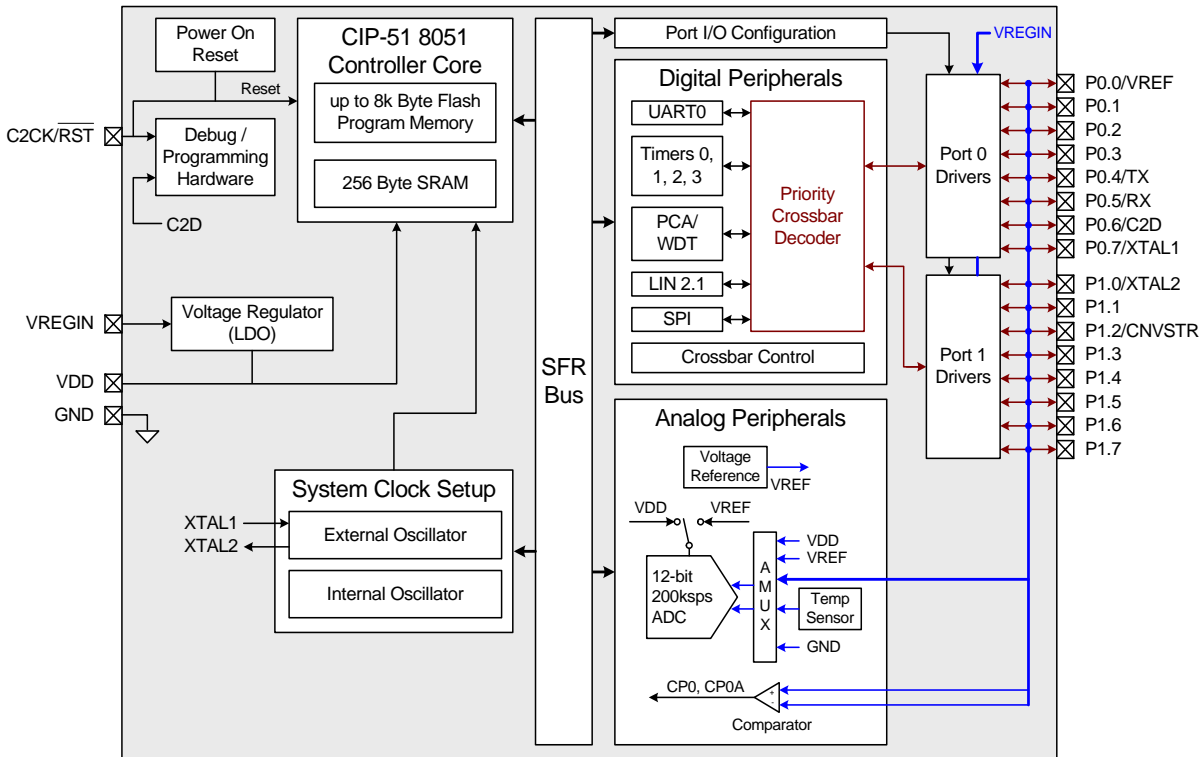 Power On
Reset
Reset
C2CK/RST
Debug /
Programming
Hardware
C2D
CIP-51 8051
Controller Core
up to 8k Byte Flash
Program Memory
256 Byte SRAM
VREGIN
Voltage Regulator
(LDO)
VDD
GND
System Clock Setup
XTAL1
XTAL2
External Oscillator
Internal Oscillator
SFR
Bus
Port I/O Configuration
Digital Peripherals
UART0
Timers 0,
1, 2, 3
PCA/
WDT
LIN 2.1
SPI
Priority
Crossbar
Decoder
Crossbar Control
Analog Peripherals
Voltage
Reference
VREF
VDD
VREF
12-bit
200ksps
ADC
A
M
U
X
VDD
VREF
Temp
Sensor
GND
CP0, CP0A
+
-
Comparator
VREGIN
Port 0
Drivers
Port 1
Drivers
P0.0/VREF
P0.1
P0.2
P0.3
P0.4/TX
P0.5/RX
P0.6/C2D
P0.7/XTAL1
P1.0/XTAL2
P1.1
P1.2/CNVSTR
P1.3
P1.4
P1.5
P1.6
P1.7